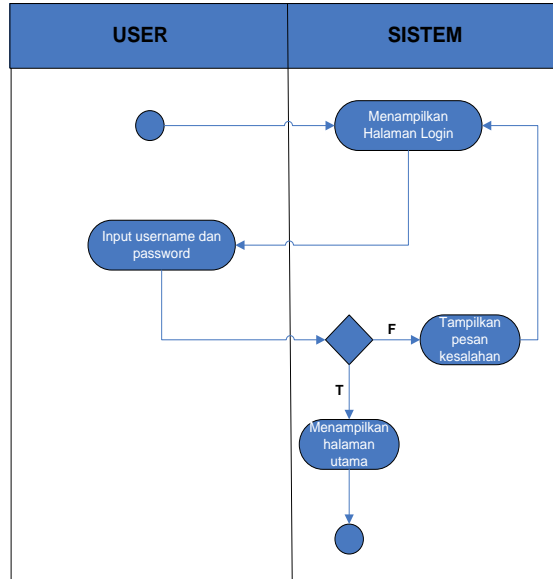 USER
SISTEM
Menampilkan
Halaman Login
Input username dan
password
F
Tampilkan
pesan
kesalahan
T
Menampilkan
halaman
utama